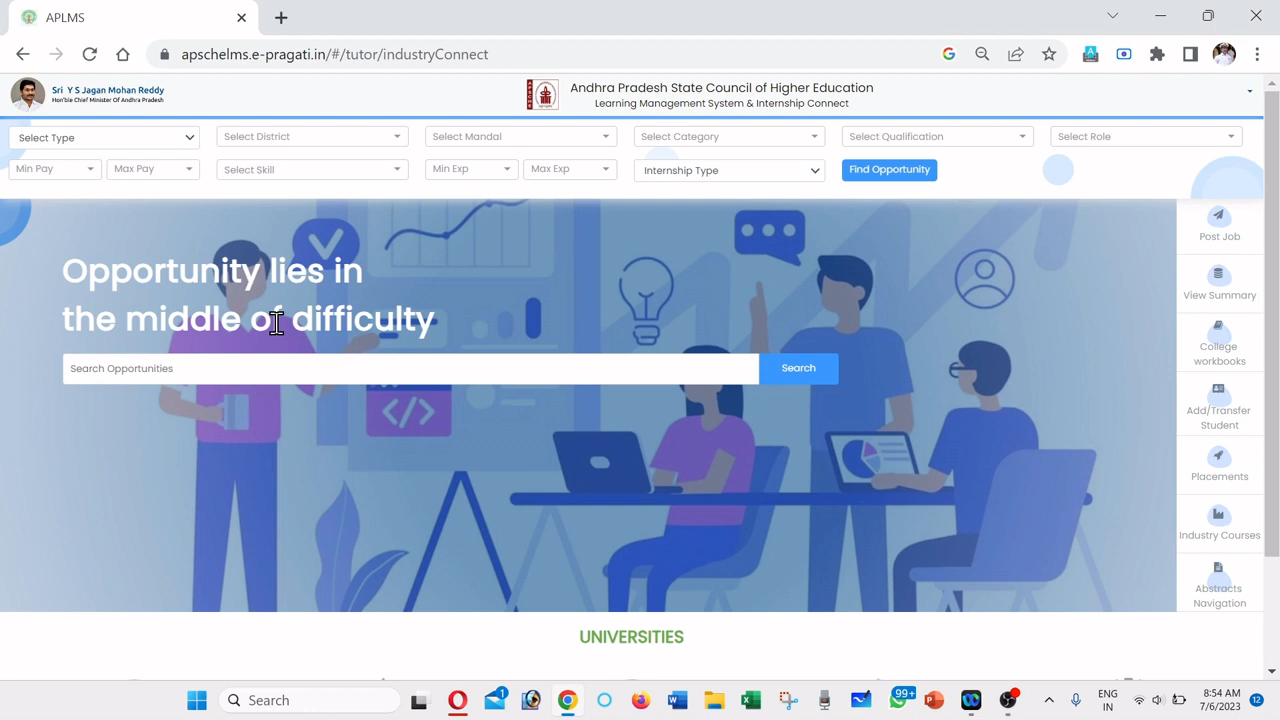 APLMS
apschelms.e-pragati.in/#/tutor/industryConnect
Sri Y S Jagan Mohan Reddy
Hon'ble Chief Minister Of Andhra Pradesh
Andhra Pradesh State Council of Higher Education
Learning Management System & Internship Connect
Select Type Select District Select Mandal Select Category Select Qualification Select Role
Min Pay Max Pay Select Skill Min Exp Max Exp Internship Type Find Opportunity
Opportunity lies in
the middle of difficulty
Search Opportunities Search
Post Job
View Summary
College
workbooks
Add/Transfer
Student
Placements
Industry Courses
Abstracts
Navigation
UNIVERSITIES
Search
1
99+
ENG
IN
8:54 AM
7/6/2023
12